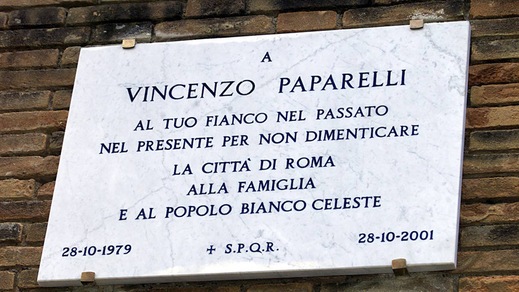 A
VINCENZO PAPARELLI
AL TUO FIANCO NEL PASSATO
NEL PRESENTE PER NON DIMENTICARE
LA CITTÀ DI ROMA
ALLA FAMIGLIA
E AL POPOLO BIANCO CELESTE
28-10-1979 + S.P.Q.R. 28-10-2001